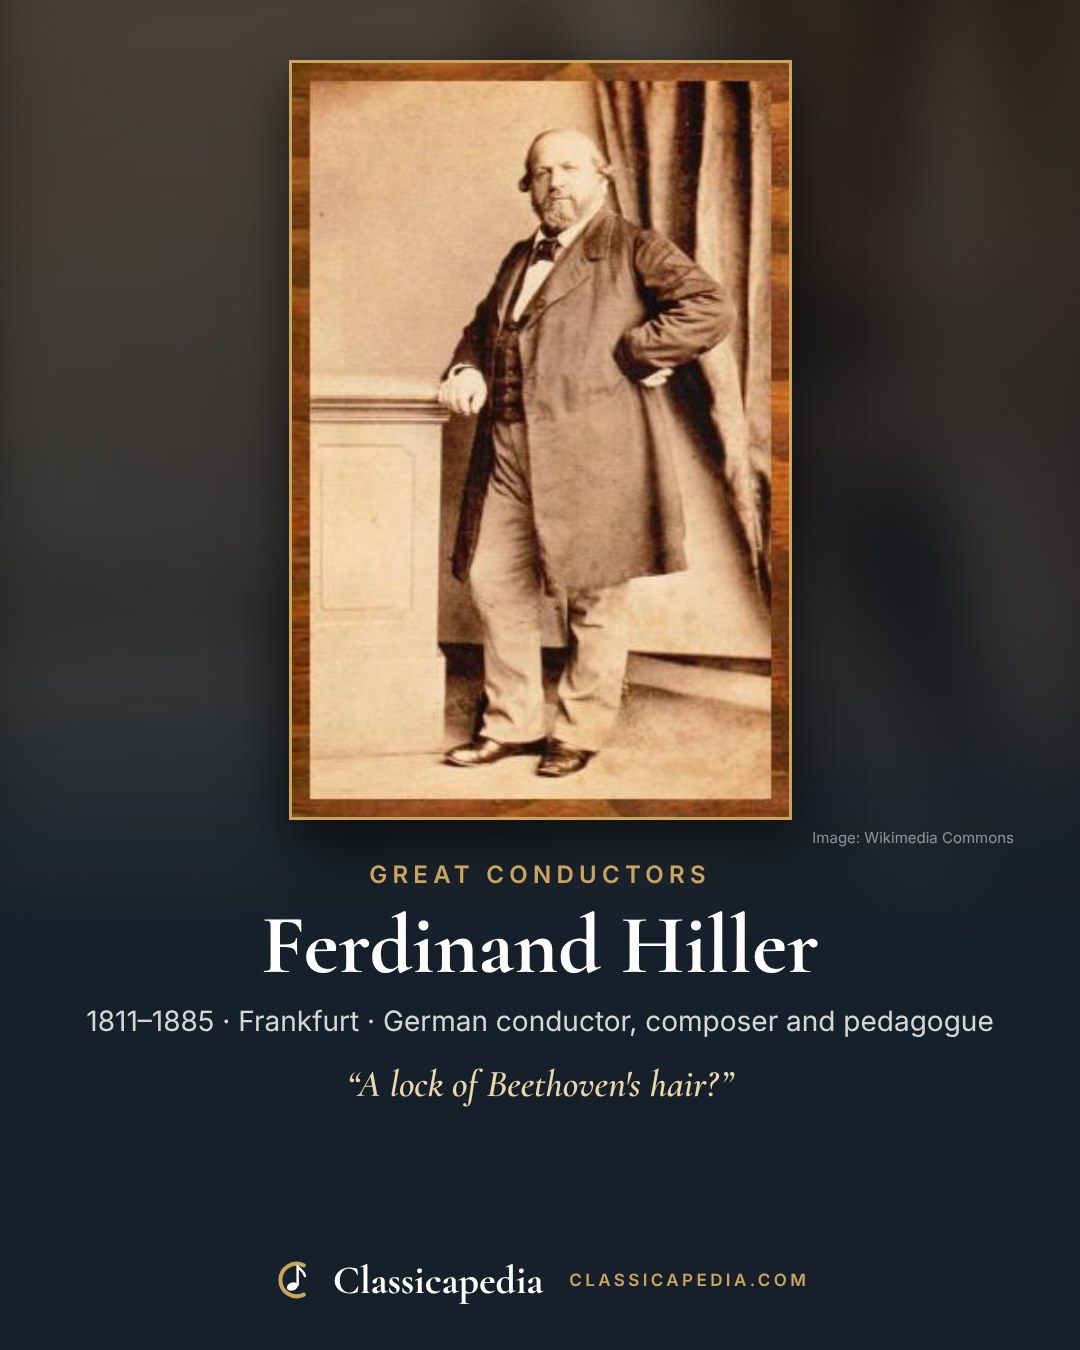 Image: Wikimedia Commons
GREAT CONDUCTORS
Ferdinand Hiller
1811–1885 · Frankfurt · German conductor, composer and pedagogue
“A lock of Beethoven's hair?”
Classicapedia CLASSICAPEDIA.COM